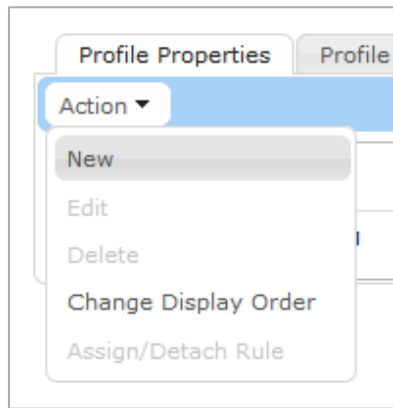 Profile Properties Profile
Action
New
Edit
Delete
Change Display Order
Assign/Detach Rule